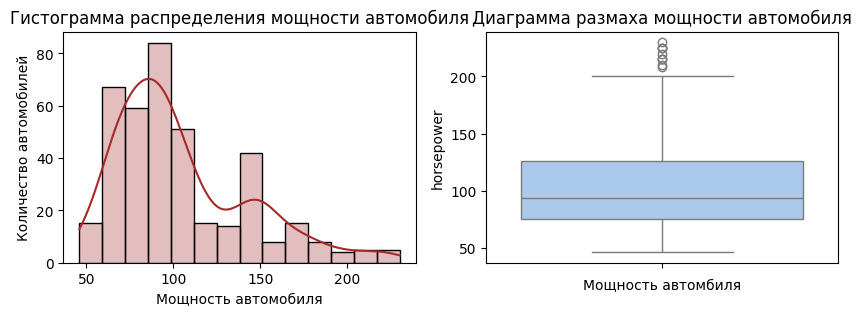 Гистограмма распределения мощности автомобиля
Количество автомобилей
80
60
40
20
0
50 100 150 200
Мощность автомобиля
Диаграмма размаха мощности автомобиля
horsepower
200
150
100
50
Мощность автомбиля